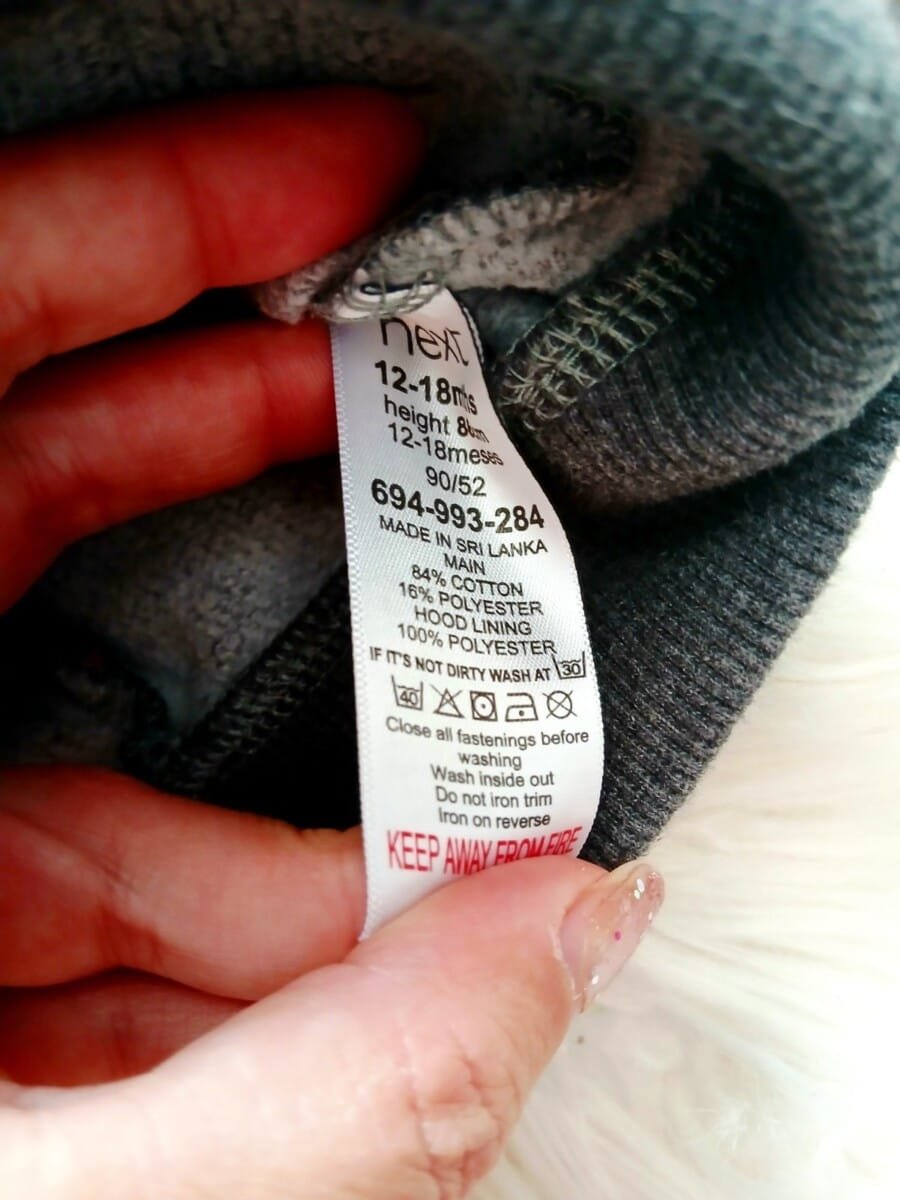 next
12-18mths
height
12-18meses
90/52
694-993-284
MADE IN SRI LANKA
MAIN
84% COTTON
16% POLYESTER
HOOD LINING
100% POLYESTER
IF IT'S NOT DIRTY WASH AT 30
40
Close all fastenings before
washing
Wash inside out
Do not iron trim
Iron on reverse
KEEP AWAY FROM FIRE